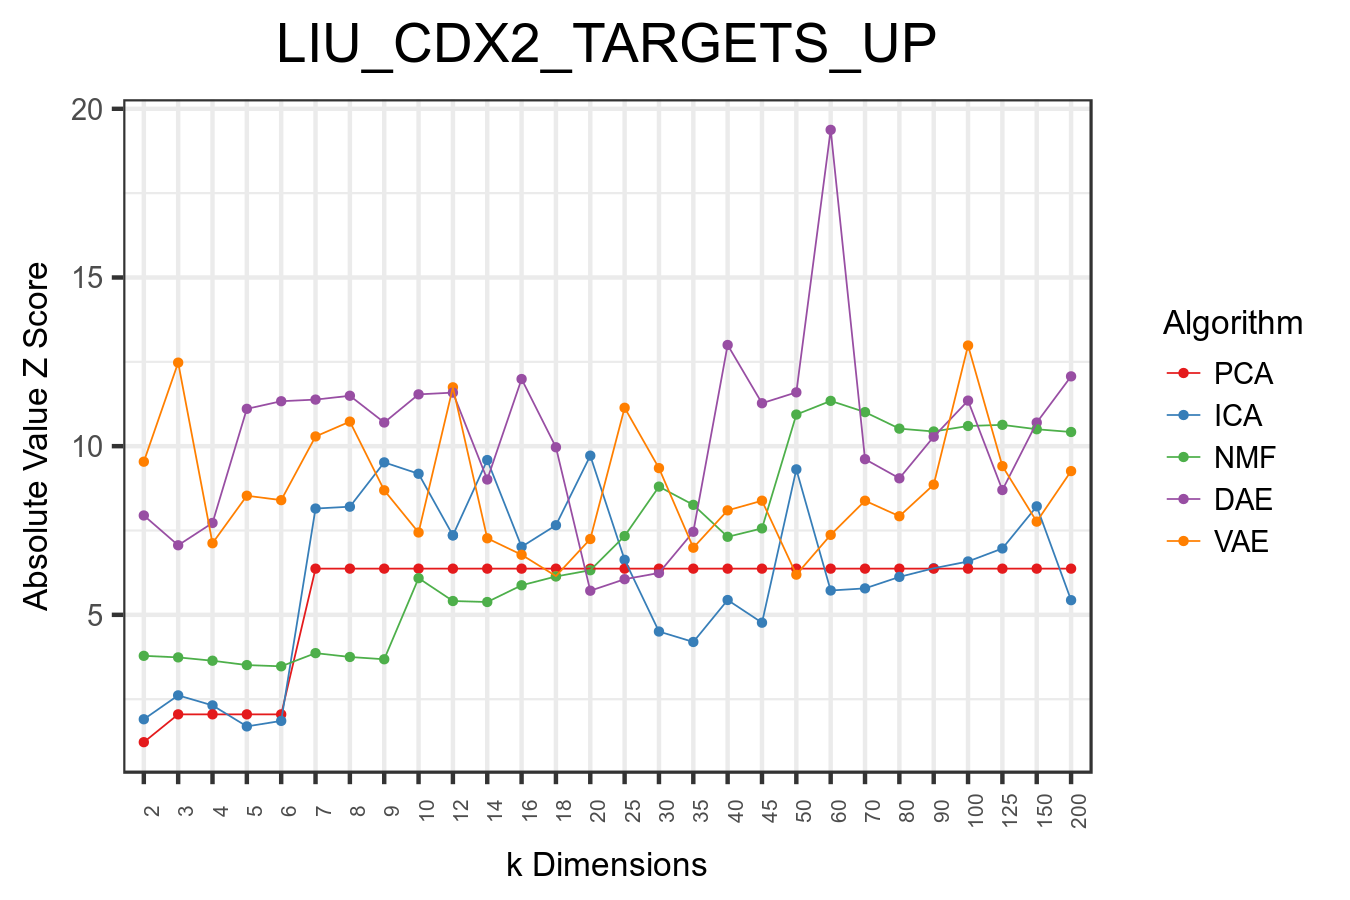 LIU_CDX2_TARGETS_UP
Absolute Value Z Score
20
15
10
5
2 3 4 5 6 7 8 9 10 12 14 16 18 20 25 30 35 40 45 50 60 70 80 90 100 125 150 200
k Dimensions
Algorithm
PCA
ICA
NMF
DAE
VAE